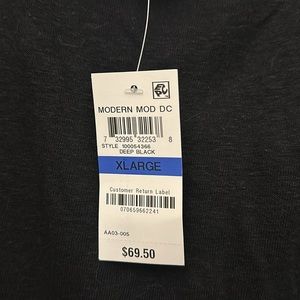 MODERN MOD DC
7 32995 32253 8
STYLE 100054366
DEEP BLACK
XLARGE
Customer Return Label
070659662241
AA03-005
$69.50